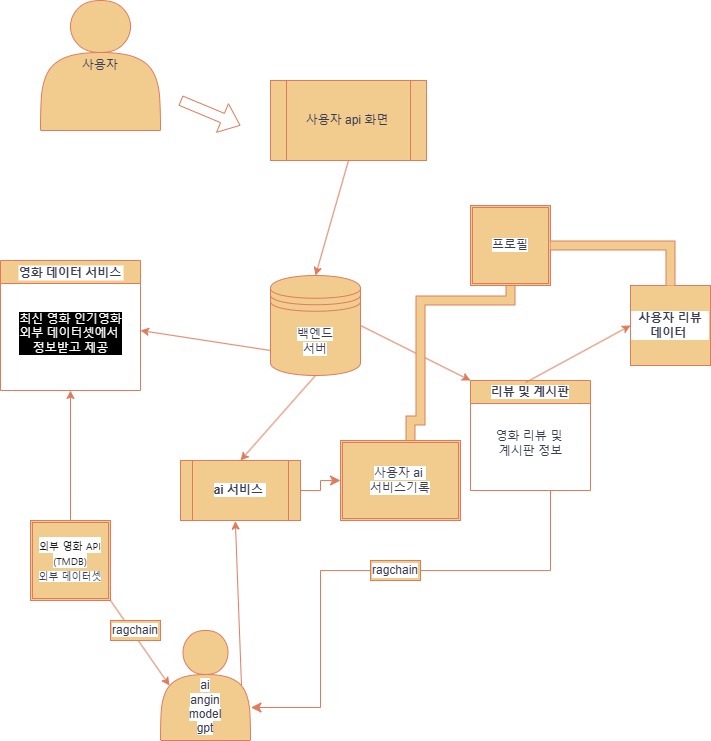 사용자
사용자 api 화면
프로필
영화 데이터 서비스
최신 영화 인기영화
외부 데이터셋에서
정보받고 제공
백엔드
서버
사용자 리뷰
데이터
리뷰 및 게시판
영화 리뷰 및
게시판 정보
ai 서비스
사용자 ai
서비스기록
외부 영화 API
(TMDB)
외부 데이터셋
ragchain
ragchain
ai
angin
model
gpt